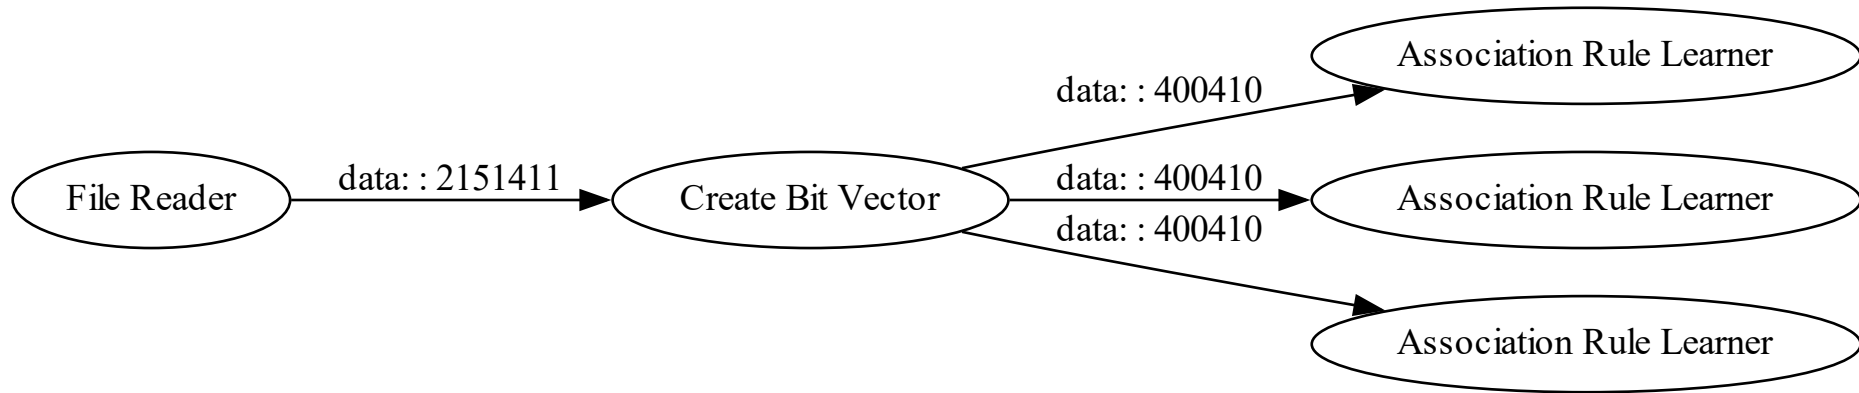 Association Rule Learner
data: : 400410
File Reader
data: : 2151411
Create Bit Vector
data: : 400410
Association Rule Learner
data: : 400410
Association Rule Learner